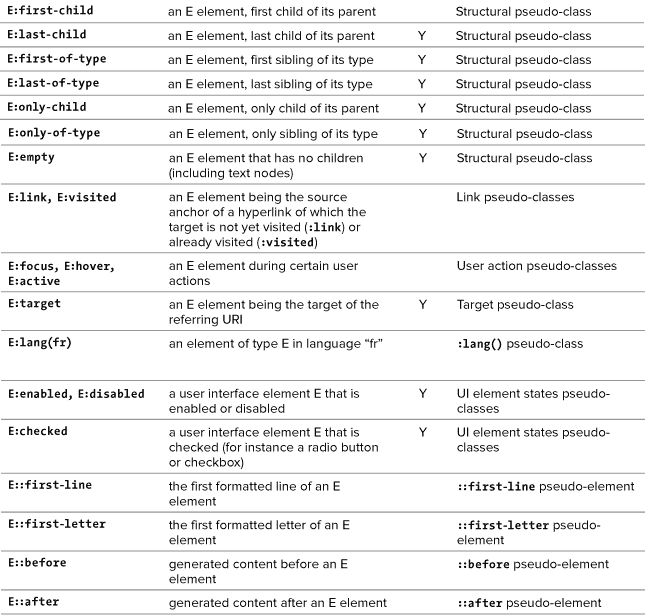 E:first-child an E element, first child of its parent Structural pseudo-class
E:last-child an E element, last child of its parent Y Structural pseudo-class
E:first-of-type an E element, first sibling of its type Y Structural pseudo-class
E:last-of-type an E element, last sibling of its type Y Structural pseudo-class
E:only-child an E element, only child of its parent Y Structural pseudo-class
E:only-of-type an E element, only sibling of its type Y Structural pseudo-class
E:empty an E element that has no children Y Structural pseudo-class
(including text nodes)
E:link, E:visited an E element being the source Link pseudo-classes
anchor of a hyperlink of which the
target is not yet visited (:link) or
already visited (:visited)
E:focus, E:hover, an E element during certain user User action pseudo-classes
E:active actions
E:target an E element being the target of the Y Target pseudo-class
referring URI
E:lang(fr) an element of type E in language “fr” :lang() pseudo-class
E:enabled, E:disabled a user interface element E that is Y UI element states pseudo-
enabled or disabled classes
E:checked a user interface element E that is Y UI element states pseudo-
checked (for instance a radio button classes
or checkbox)
E::first-line the first formatted line of an E ::first-line pseudo-element
element
E::first-letter the first formatted letter of an E ::first-letter pseudo-
element element
E::before generated content before an E ::before pseudo-element
element
E::after generated content after an E element ::after pseudo-element